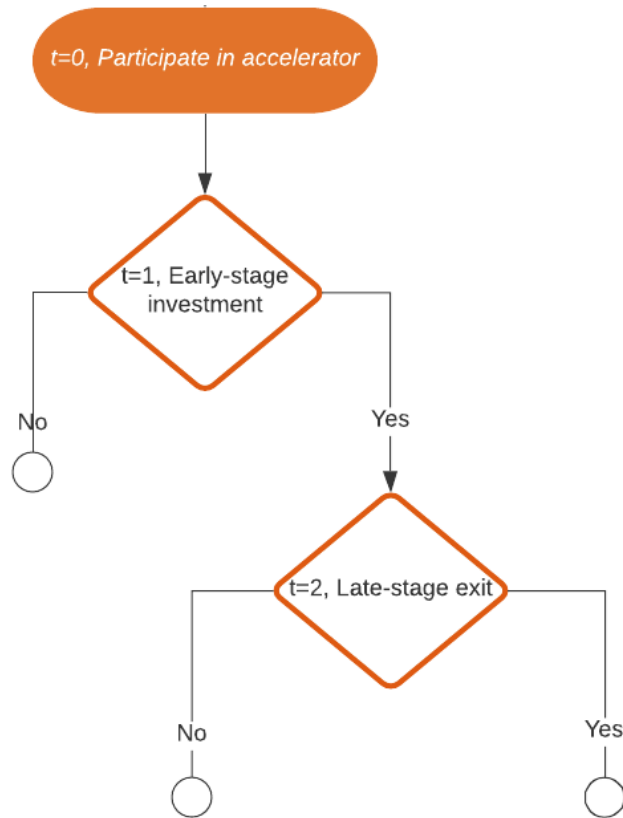 t=0, Participate in accelerator
t=1, Early-stage
investment
No
Yes
t=2, Late-stage exit
No
Yes